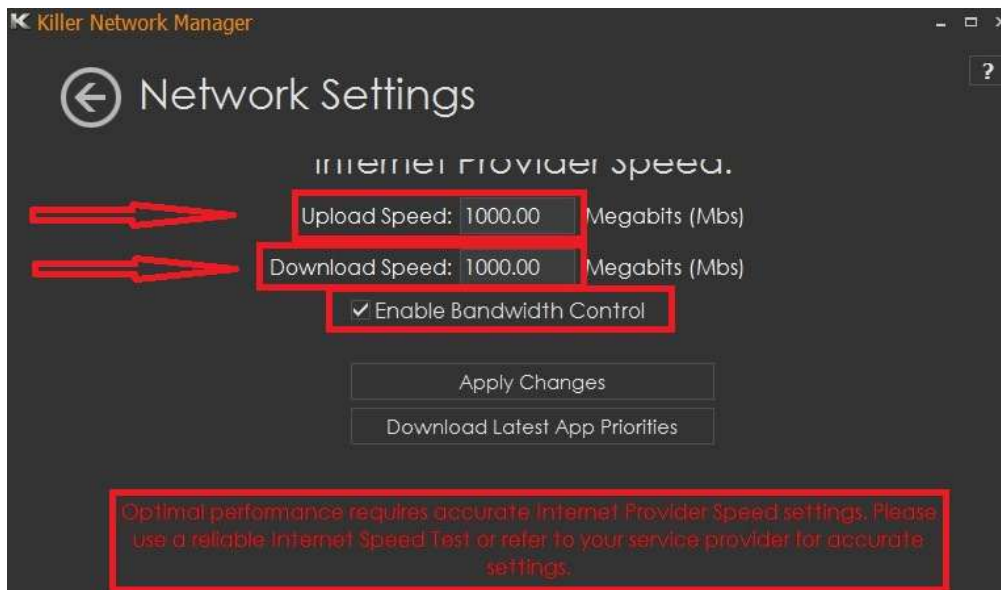 Killer Network Manager
?
Network Settings
Internet Provider Speed.
Upload Speed: 1000.00 Megabits (Mbs)
Download Speed: 1000.00 Megabits (Mbs)
Enable Bandwidth Control
Apply Changes
Download Latest App Priorities
Optimal performance requires accurate Internet Provider Speed settings. Please
use a reliable Internet Speed Test or refer to your service provider for accurate
settings.